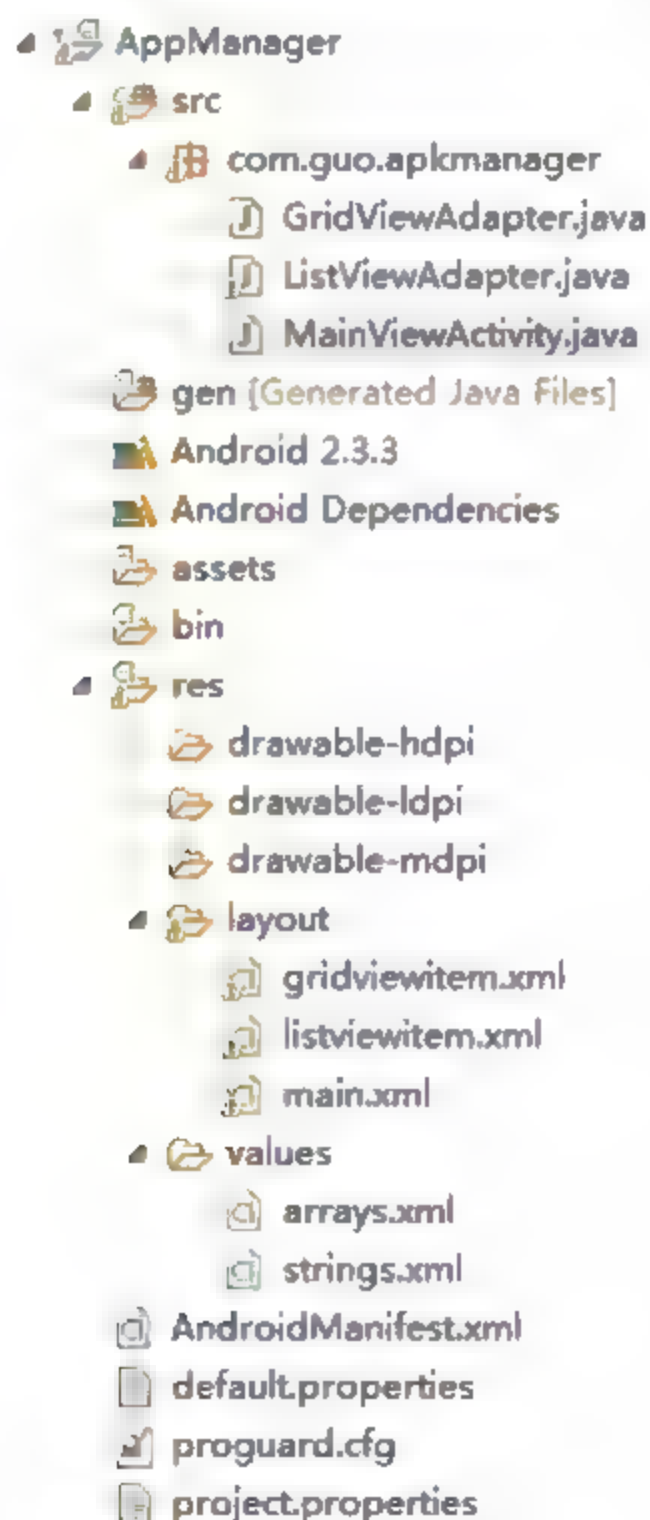 AppManager
src
com.guo.apkmanager
GridViewAdapter.java
ListViewAdapter.java
MainViewActivity.java
gen [Generated Java Files]
Android 2.3.3
Android Dependencies
assets
bin
res
drawable-hdpi
drawable-ldpi
drawable-mdpi
layout
gridviewitem.xml
listviewitem.xml
main.xml
values
arrays.xml
strings.xml
AndroidManifest.xml
default.properties
proguard.cfg
project.properties